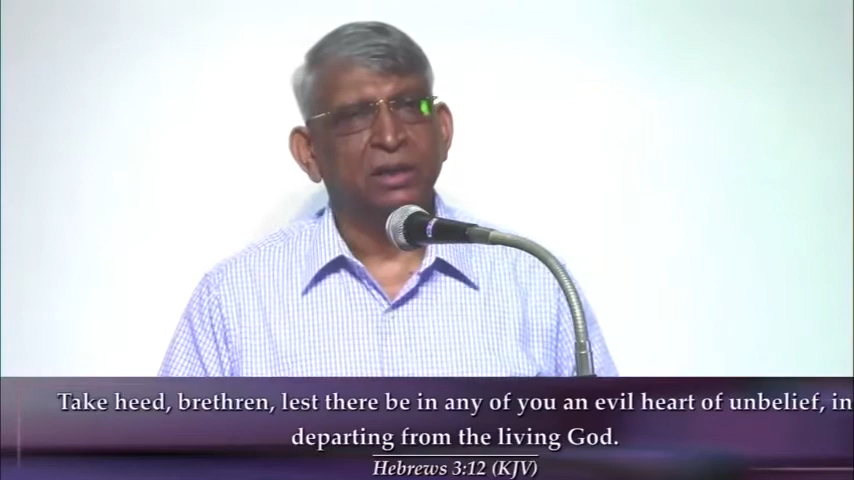 Take heed, brethren, lest there be in any of you an evil heart of unbelief, in
departing from the living God.
Hebrews 3:12 (KJV)